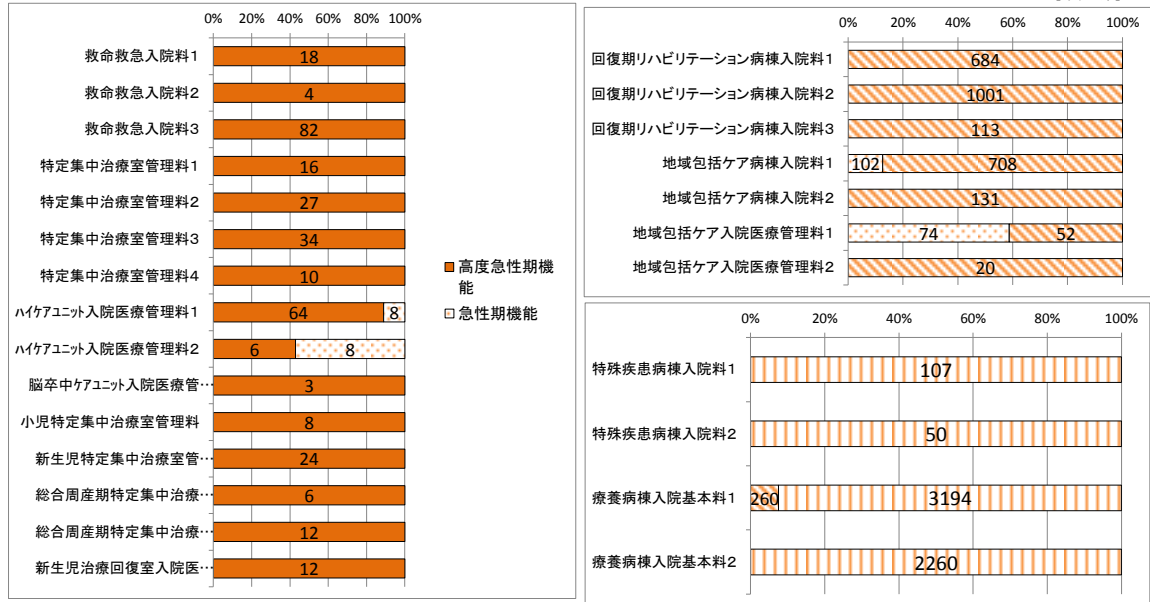 0% 20% 40% 60% 80% 100%
救命救急入院料1 18
救命救急入院料2 4
救命救急入院料3 82
特定集中治療室管理料1 16
特定集中治療室管理料2 27
特定集中治療室管理料3 34
特定集中治療室管理料4 10
ハイケアユニット入院医療管理料1 64 8
ハイケアユニット入院医療管理料2 6 8
脳卒中ケアユニット入院医療管… 3
小児特定集中治療室管理料 8
新生児特定集中治療室管… 24
総合周産期特定集中治療… 6
総合周産期特定集中治療… 12
新生児治療回復室入院医… 12
高度急性期機
能
急性期機能
0% 20% 40% 60% 80% 100%
回復期リハビリテーション病棟入院料1 684
回復期リハビリテーション病棟入院料2 1001
回復期リハビリテーション病棟入院料3 113
地域包括ケア病棟入院料1 102 708
地域包括ケア病棟入院料2 131
地域包括ケア入院医療管理料1 74 52
地域包括ケア入院医療管理料2 20
0% 20% 40% 60% 80% 100%
特殊疾患病棟入院料1 107
特殊疾患病棟入院料2 50
療養病棟入院基本料1 260 3194
療養病棟入院基本料2 2260